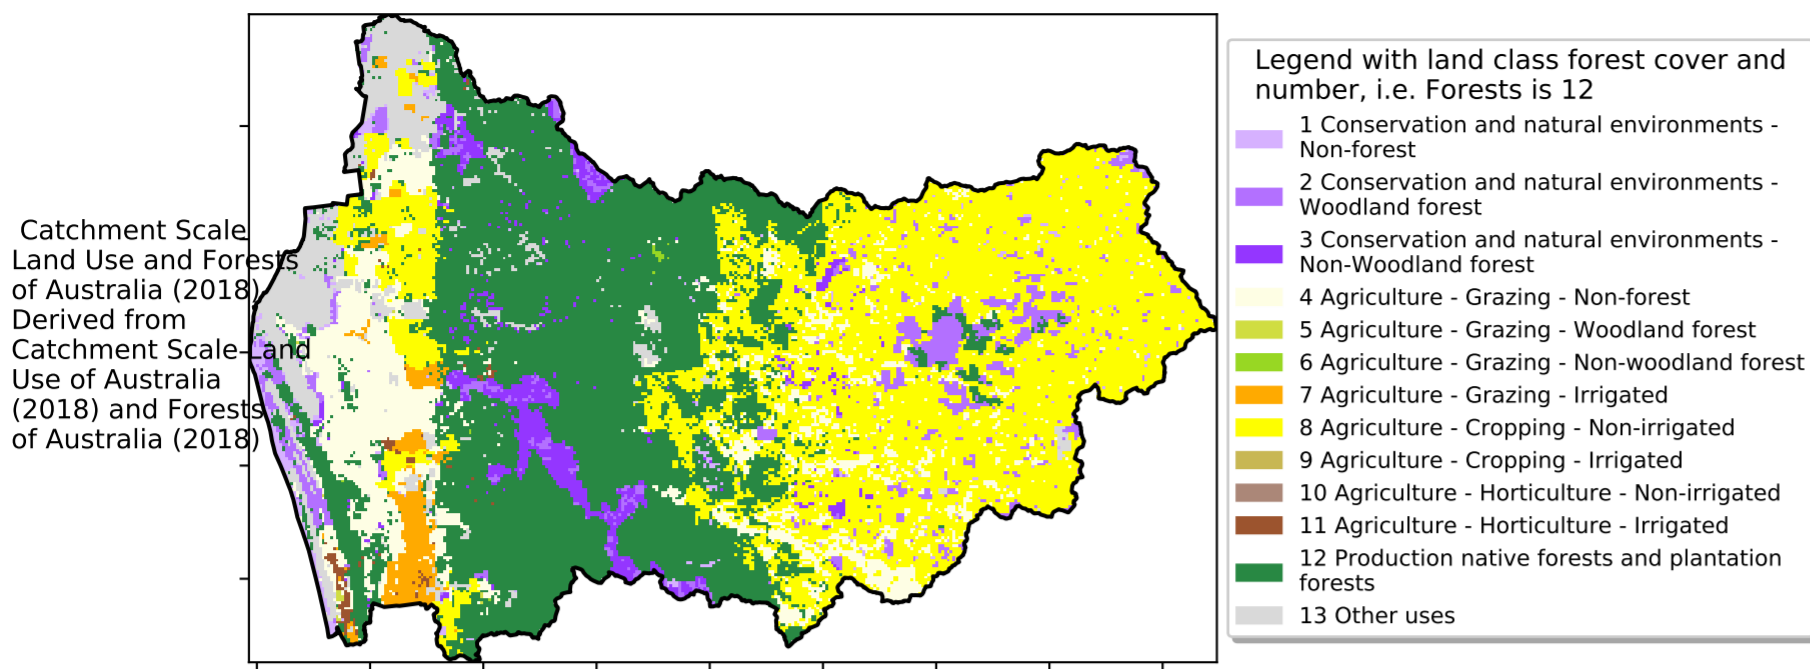 Catchment Scale
Land Use and Forests
of Australia (2018)
Derived from
Catchment Scale Land
Use of Australia
(2018) and Forests
of Australia (2018)
Legend with land class forest cover and
number, i.e. Forests is 12
1 Conservation and natural environments -
Non-forest
2 Conservation and natural environments -
Woodland forest
3 Conservation and natural environments -
Non-Woodland forest
4 Agriculture - Grazing - Non-forest
5 Agriculture - Grazing - Woodland forest
6 Agriculture - Grazing - Non-woodland forest
7 Agriculture - Grazing - Irrigated
8 Agriculture - Cropping - Non-irrigated
9 Agriculture - Cropping - Irrigated
10 Agriculture - Horticulture - Non-irrigated
11 Agriculture - Horticulture - Irrigated
12 Production native forests and plantation
forests
13 Other uses